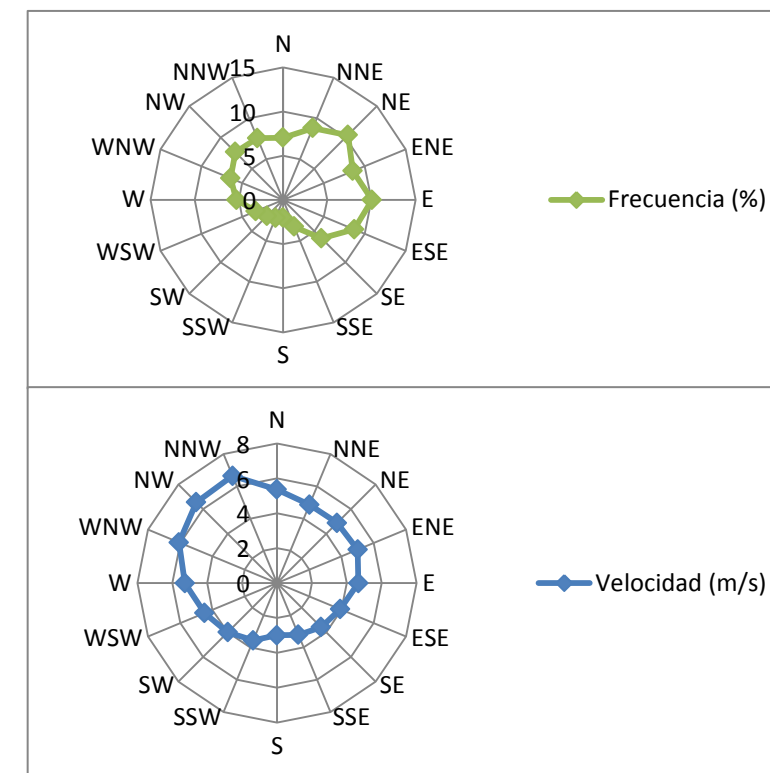 N
NNE
NE
ENE
E
ESE
SE
SSE
S
SSW
SW
WSW
W
WNW
NW
NNW
15
10
5
0
Frecuencia (%)
N
NNE
NE
ENE
E
ESE
SE
SSE
S
SSW
SW
WSW
W
WNW
NW
NNW
8
6
4
2
0
Velocidad (m/s)